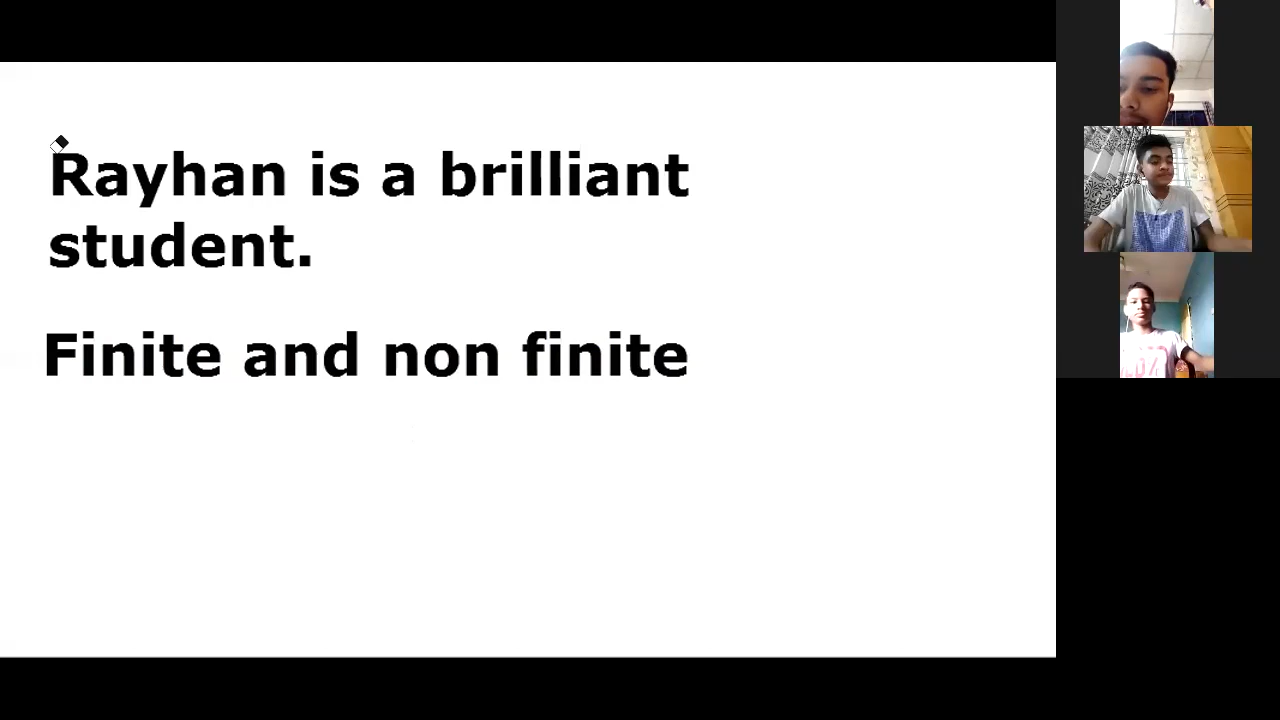 Rayhan is a brilliant
student.
Finite and non finite